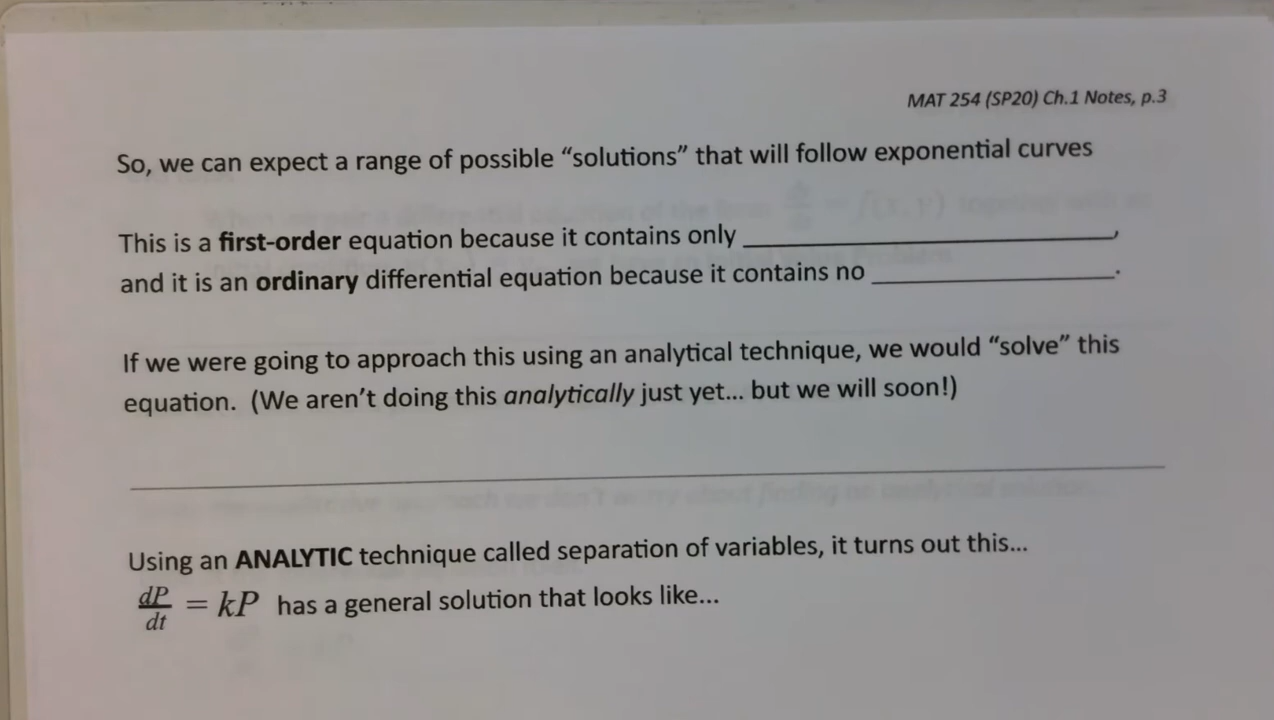 MAT 254 (SP20) Ch.1 Notes, p.3
So, we can expect a range of possible “solutions” that will follow exponential curves
This is a first-order equation because it contains only ____________________,
and it is an ordinary differential equation because it contains no ____________.
If we were going to approach this using an analytical technique, we would “solve” this
equation. (We aren’t doing this analytically just yet... but we will soon!)
Using an ANALYTIC technique called separation of variables, it turns out this...
dP/dt = kP has a general solution that looks like...